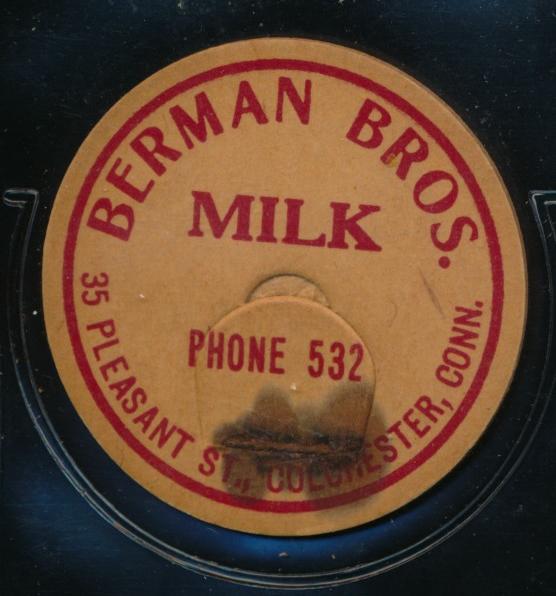 BERMAN BROS.
MILK
PHONE 532
35 PLEASANT ST., COLCHESTER, CONN.